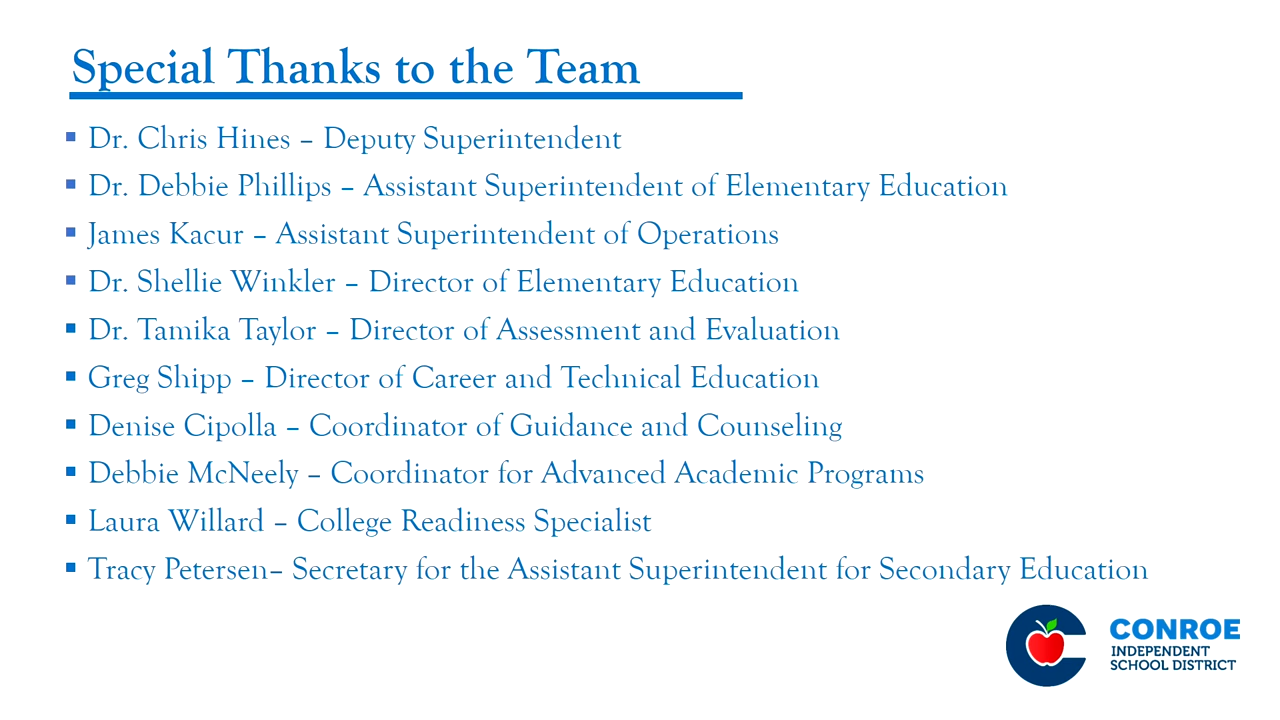 Special Thanks to the Team
▪ Dr. Chris Hines – Deputy Superintendent
▪ Dr. Debbie Phillips – Assistant Superintendent of Elementary Education
▪ James Kacur – Assistant Superintendent of Operations
▪ Dr. Shellie Winkler – Director of Elementary Education
▪ Dr. Tamika Taylor – Director of Assessment and Evaluation
▪ Greg Shipp – Director of Career and Technical Education
▪ Denise Cipolla – Coordinator of Guidance and Counseling
▪ Debbie McNeely – Coordinator for Advanced Academic Programs
▪ Laura Willard – College Readiness Specialist
▪ Tracy Petersen– Secretary for the Assistant Superintendent for Secondary Education
CONROE
INDEPENDENT
SCHOOL DISTRICT